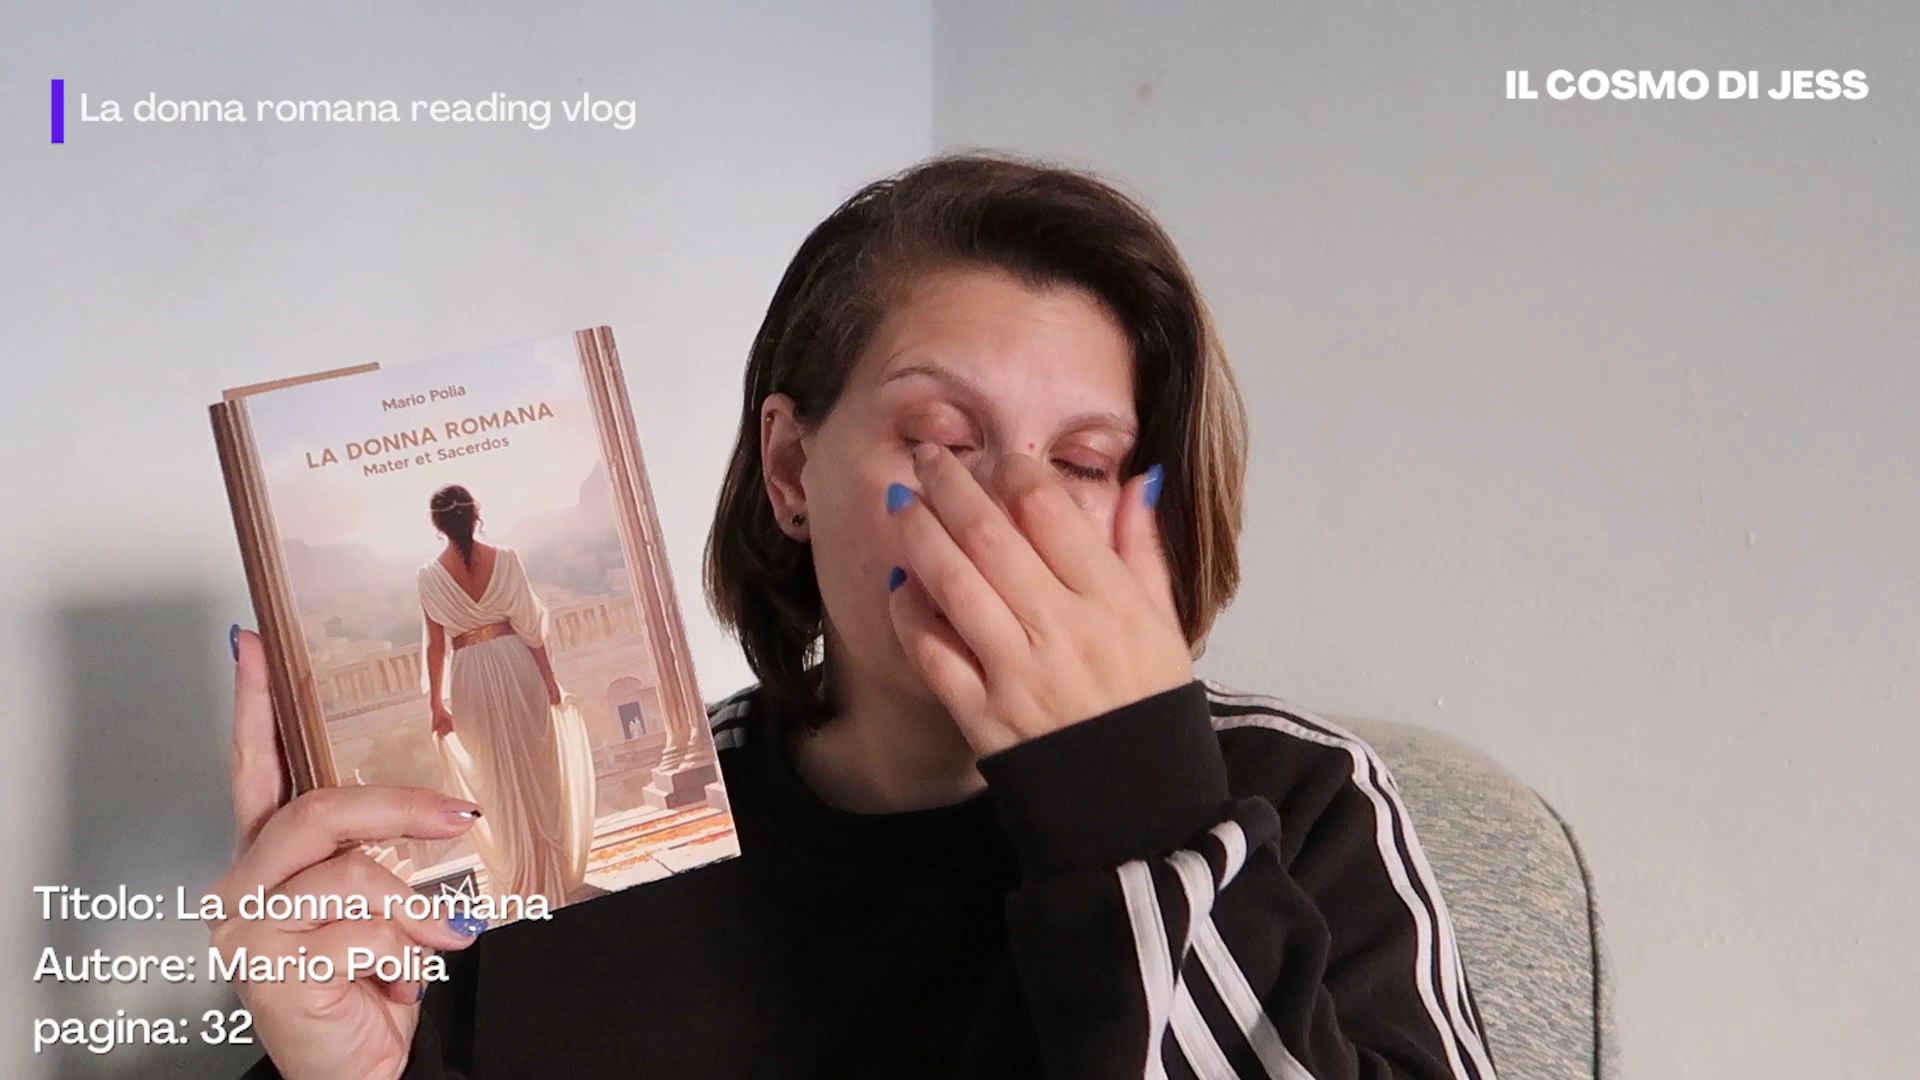 La donna romana reading vlog
IL COSMO DI JESS
Mario Polia
LA DONNA ROMANA
Mater et Sacerdos
Titolo: La donna romana
Autore: Mario Polia
pagina: 32